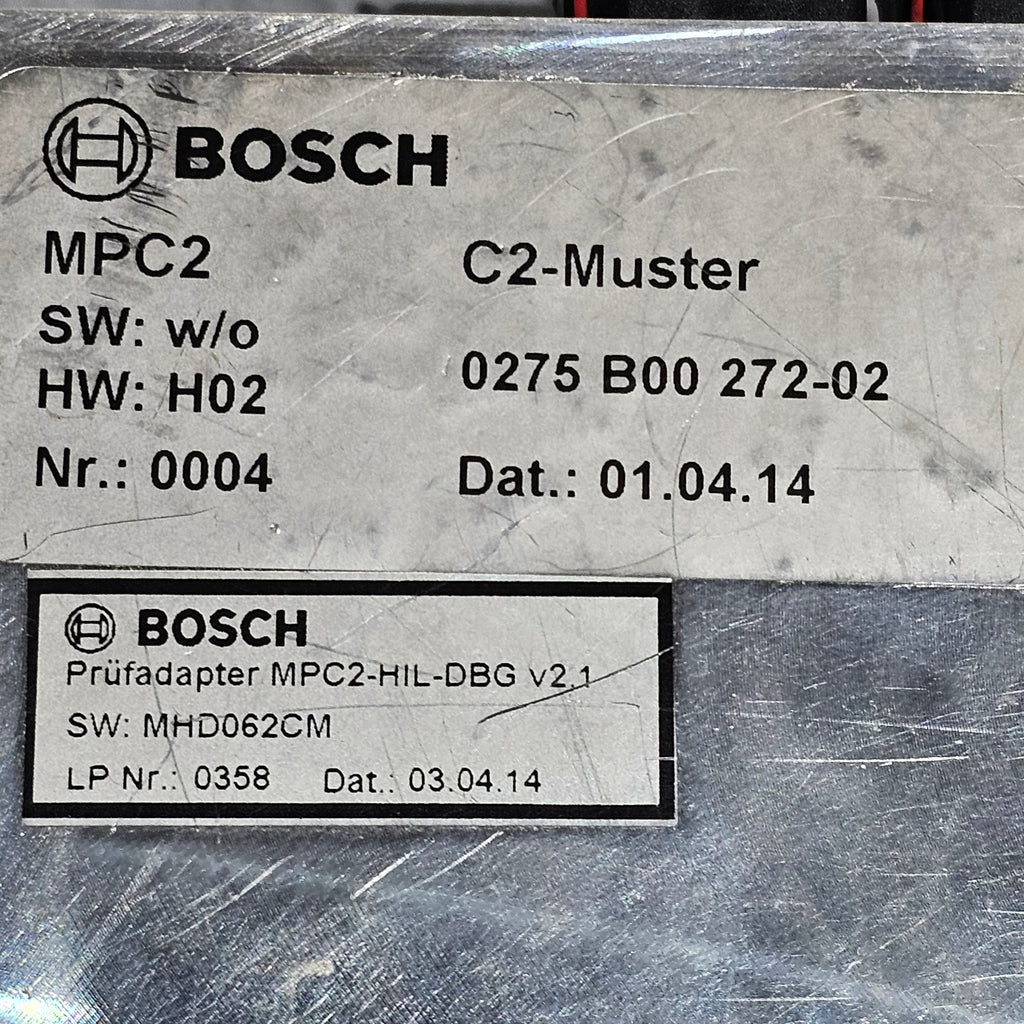 BOSCH
MPC2 C2-Muster
SW: w/o
HW: H02 0275 B00 272-02
Nr.: 0004 Dat.: 01.04.14
BOSCH
Prüfadapter MPC2-HIL-DBG v2.1
SW: MHD062CM
LP Nr.: 0358 Dat.: 03.04.14